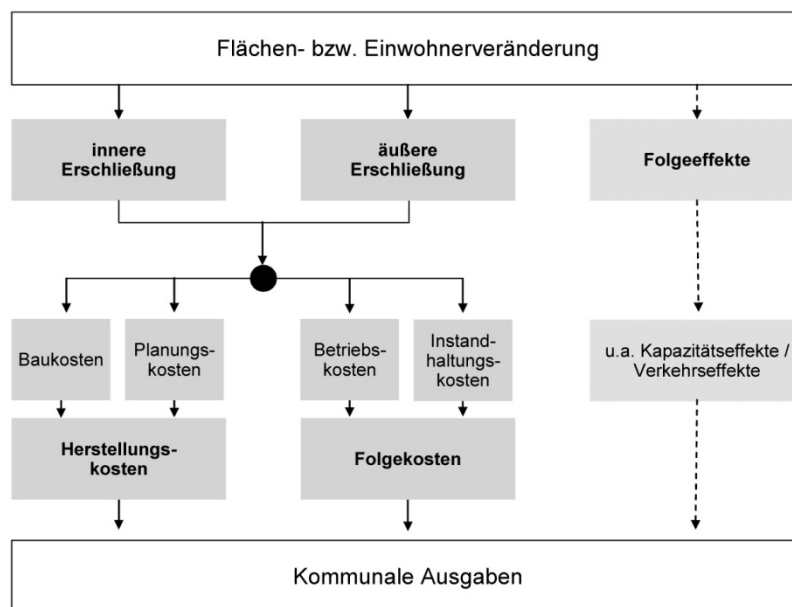 Flächen- bzw. Einwohnerveränderung
innere
Erschließung
äußere
Erschließung
Folgeeffekte
Baukosten
Planungs-
kosten
Betriebs-
kosten
Instand-
haltungs-
kosten
u.a. Kapazitätseffekte /
Verkehrseffekte
Herstellungs-
kosten
Folgekosten
Kommunale Ausgaben